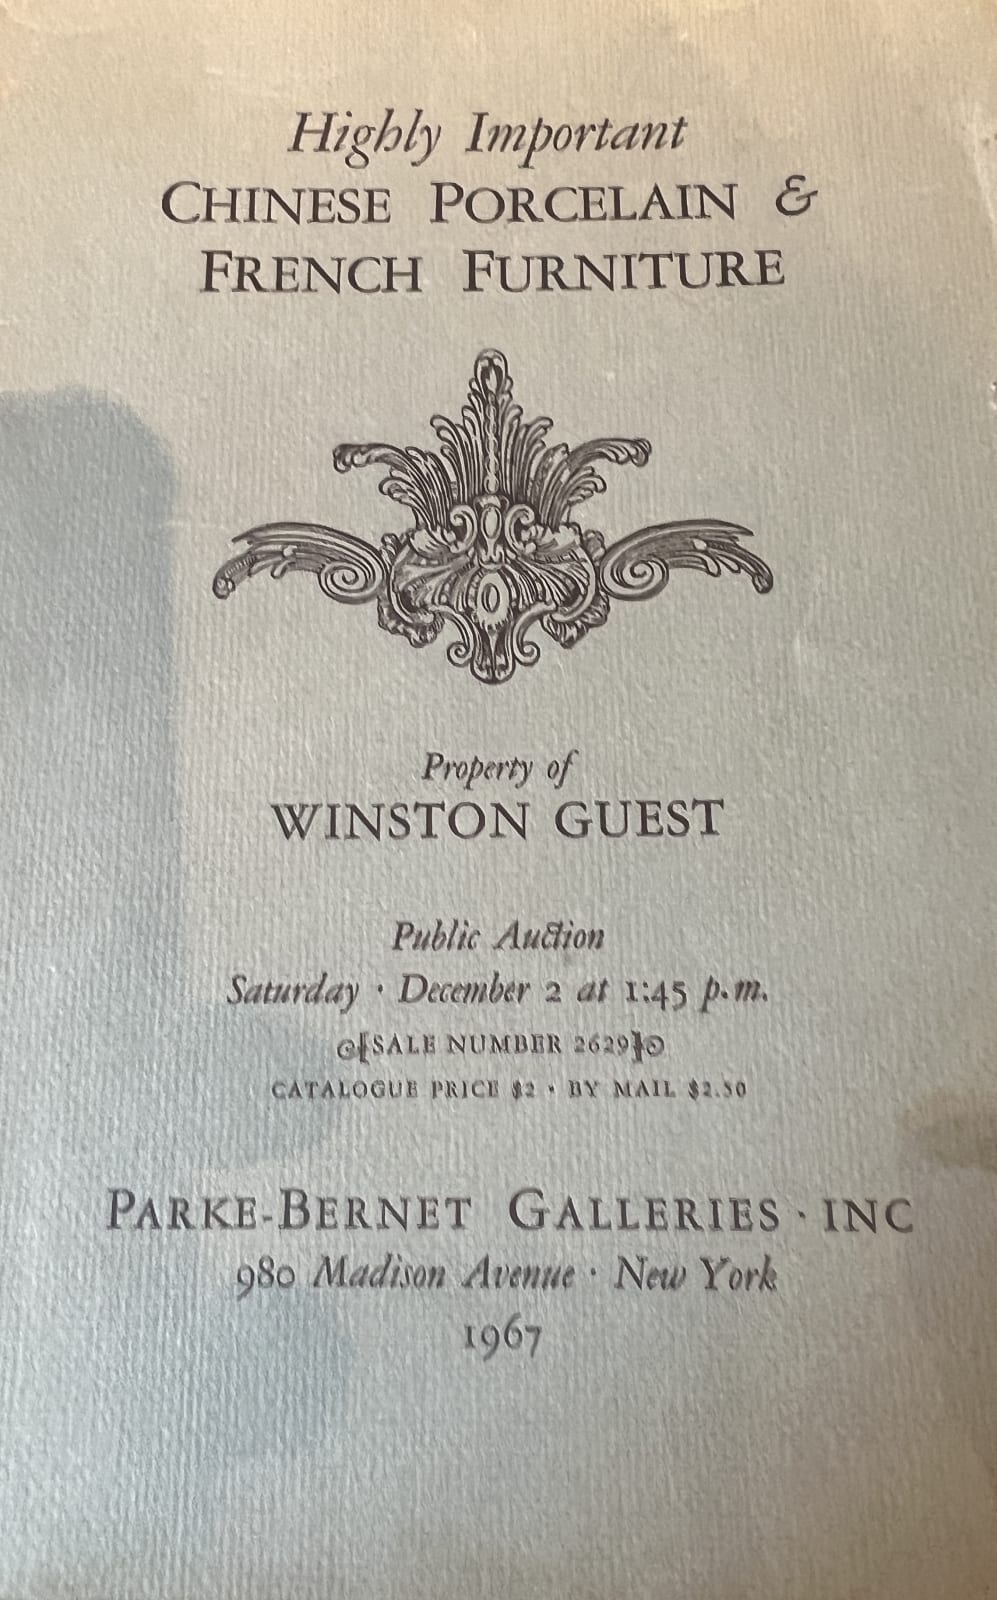 Highly Important
CHINESE PORCELAIN &
FRENCH FURNITURE
Property of
WINSTON GUEST
Public Auction
Saturday · December 2 at 1:45 p.m.
SALE NUMBER 2629
CATALOGUE PRICE $2 · BY MAIL $2.50
PARKE-BERNET GALLERIES · INC
980 Madison Avenue · New York
1967